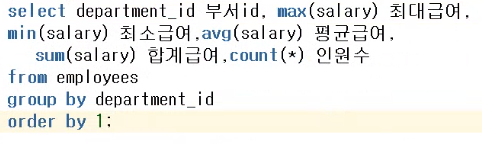 select department_id 부서id, max(salary) 최대급여,
min(salary) 최소급여,avg(salary) 평균급여,
sum(salary) 합계급여,count(*) 인원수
from employees
group by department_id
order by 1;